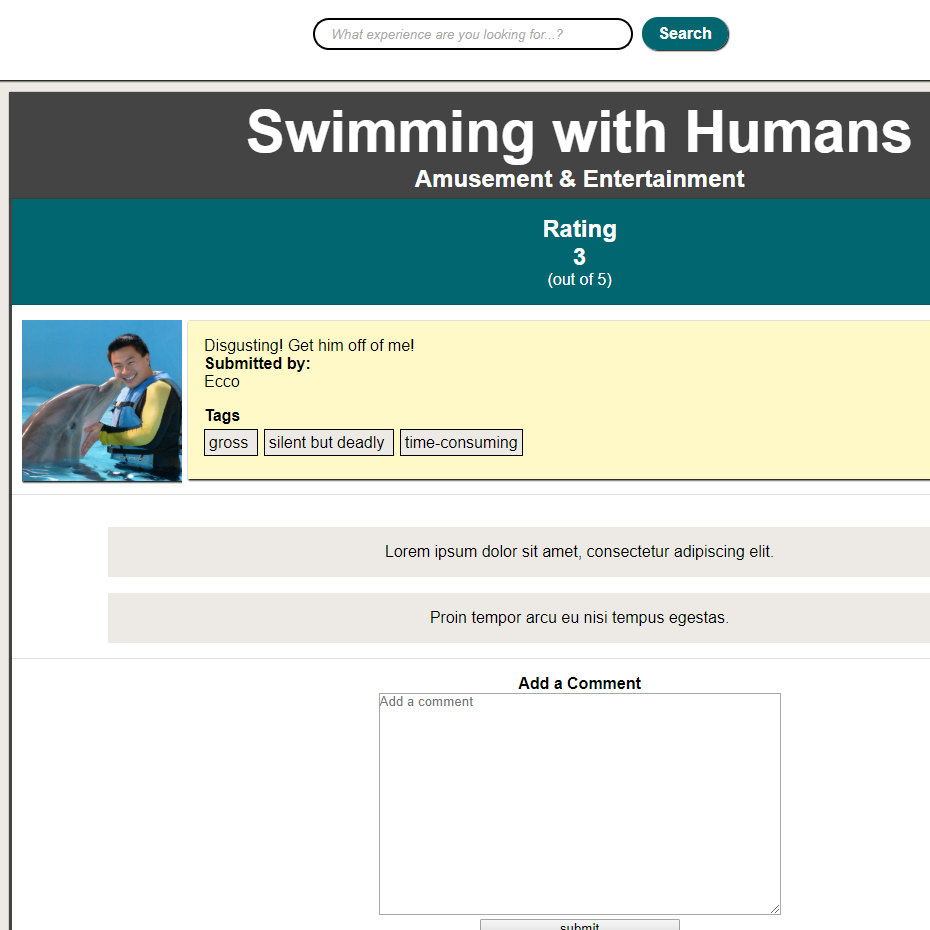 What experience are you looking for...?
Search
Swimming with Humans
Amusement & Entertainment
Rating
3
(out of 5)
Disgusting! Get him off of me!
Submitted by:
Ecco
Tags
gross
silent but deadly
time-consuming
Lorem ipsum dolor sit amet, consectetur adipiscing elit.
Proin tempor arcu eu nisi tempus egestas.
Add a Comment
Add a comment
submit